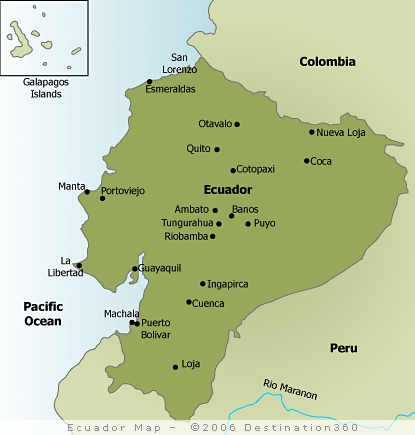 San
Lorenzo
Colombia
Galapagos
Islands
Esmeraldas
Otavalo
Nueva Loja
Quito
Coca
Cotopaxi
Manta
Portoviejo
Ecuador
Ambato
Banos
Tungurahua
Puyo
Riobamba
La
Libertad
Guayaquil
Ingapirca
Cuenca
Pacific
Ocean
Machala
Puerto
Bolivar
Peru
Loja
Rio Maranon
Ecuador Map - ©2006 Destination360